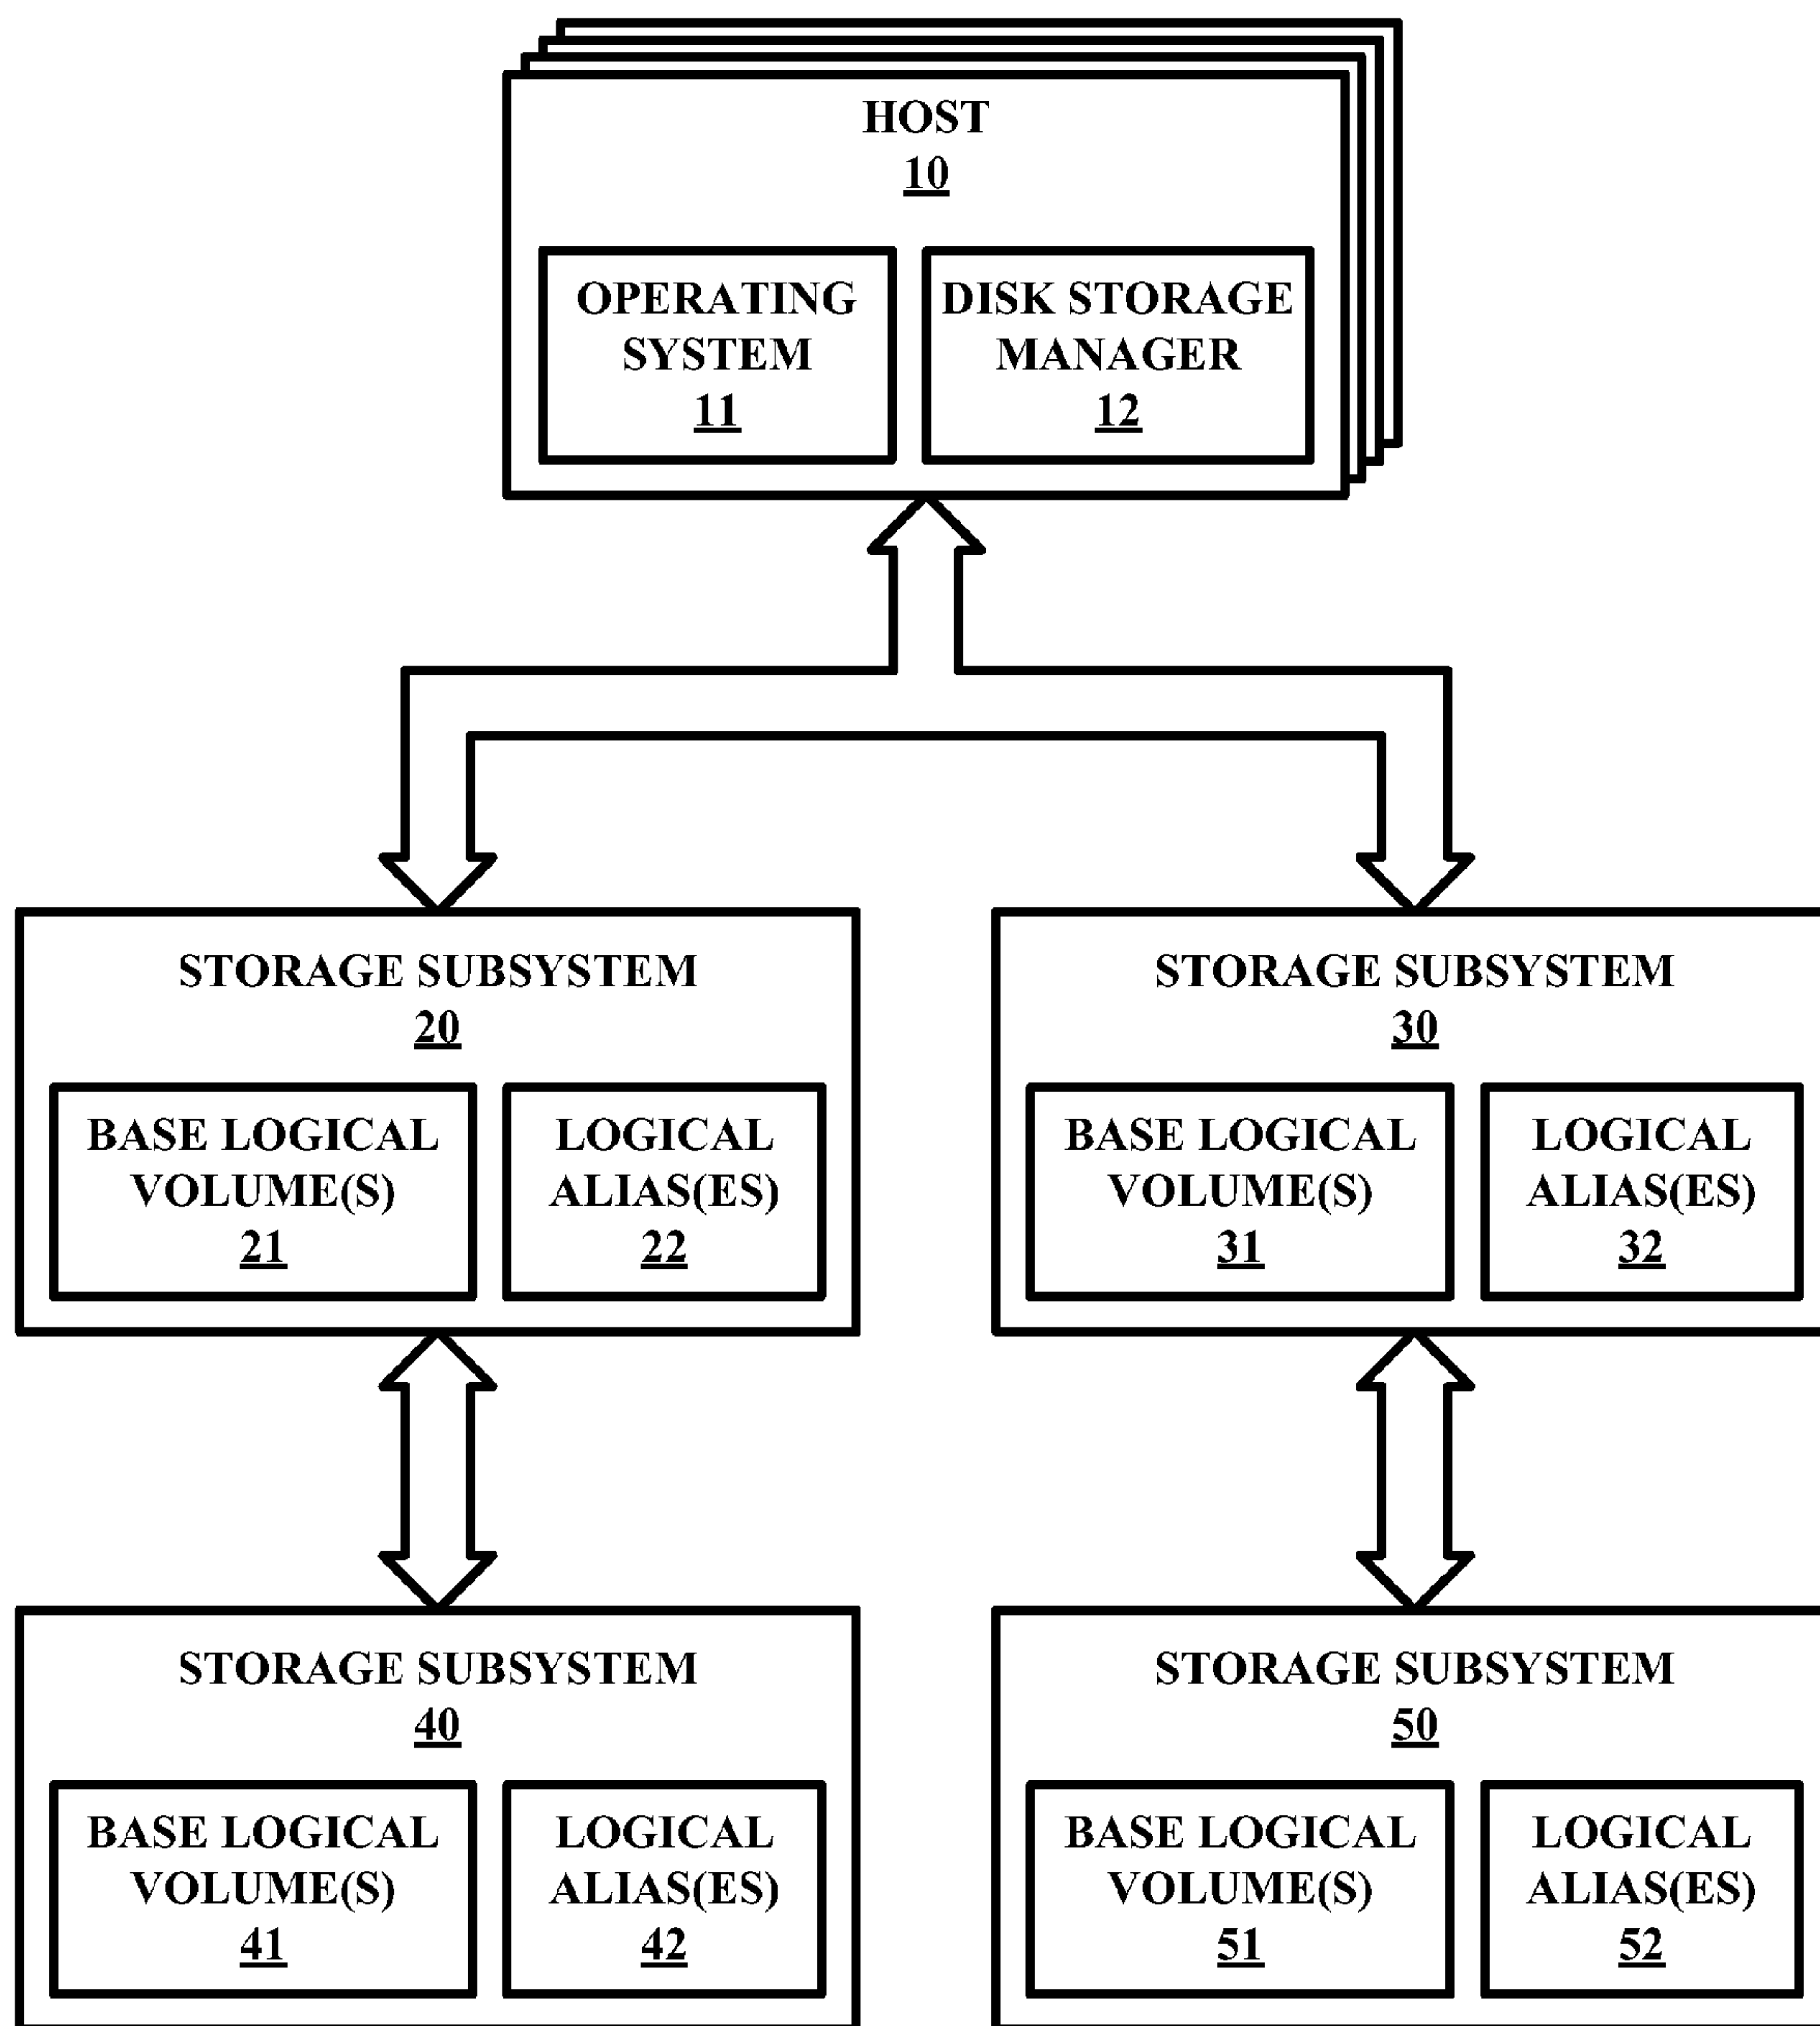 HOST
10
OPERATING
SYSTEM
11
DISK STORAGE
MANAGER
12
STORAGE SUBSYSTEM
20
BASE LOGICAL
VOLUME(S)
21
LOGICAL
ALIAS(ES)
22
STORAGE SUBSYSTEM
30
BASE LOGICAL
VOLUME(S)
31
LOGICAL
ALIAS(ES)
32
STORAGE SUBSYSTEM
40
BASE LOGICAL
VOLUME(S)
41
LOGICAL
ALIAS(ES)
42
STORAGE SUBSYSTEM
50
BASE LOGICAL
VOLUME(S)
51
LOGICAL
ALIAS(ES)
52